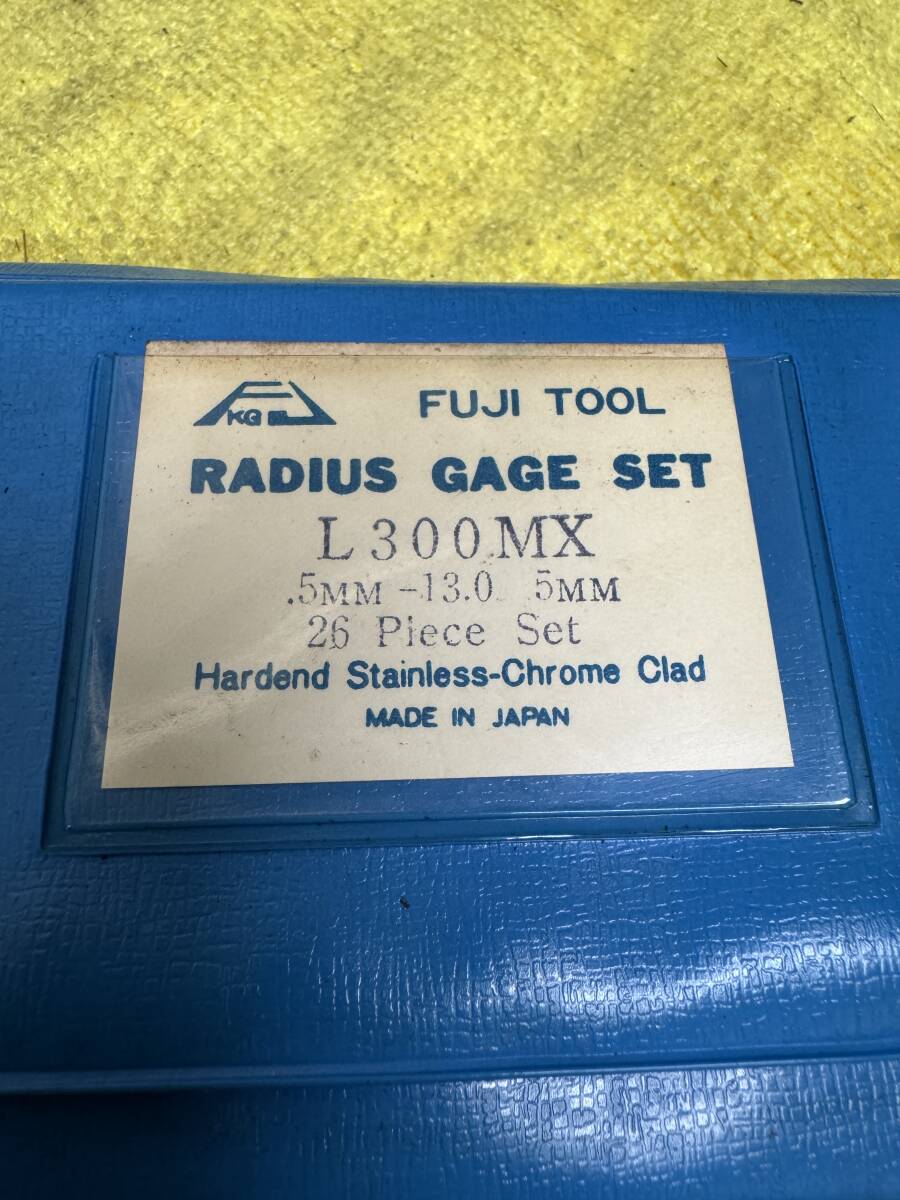 KG
FUJI TOOL
RADIUS GAGE SET
L300MX
.5MM -13.0 5MM
26 Piece Set
Hardend Stainless-Chrome Clad
MADE IN JAPAN